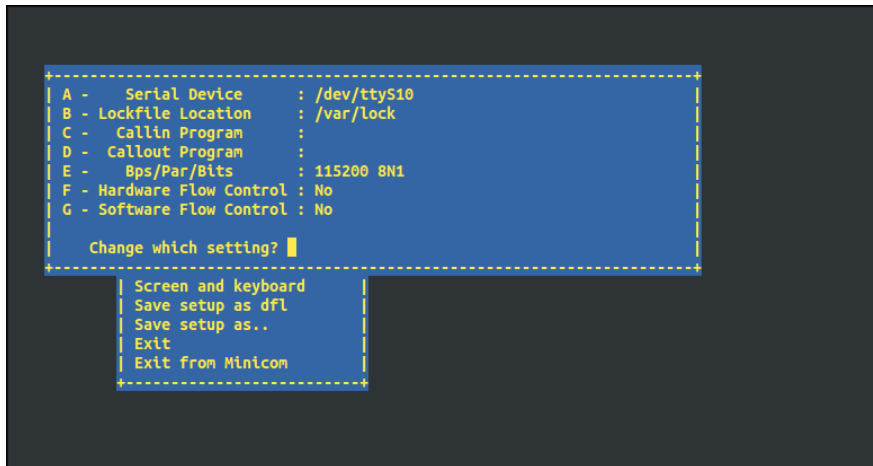 +-----------------------------------------------------------------------+
| A -    Serial Device      : /dev/ttyS10                               |
| B - Lockfile Location     : /var/lock                                 |
| C -   Callin Program      :                                           |
| D -  Callout Program      :                                           |
| E -    Bps/Par/Bits       : 115200 8N1                                |
| F - Hardware Flow Control : No                                        |
| G - Software Flow Control : No                                        |
|                                                                       |
|    Change which setting?                                              |
+-----------------------------------------------------------------------+
        | Screen and keyboard      |
        | Save setup as dfl        |
        | Save setup as..          |
        | Exit                     |
        | Exit from Minicom        |
        +--------------------------+